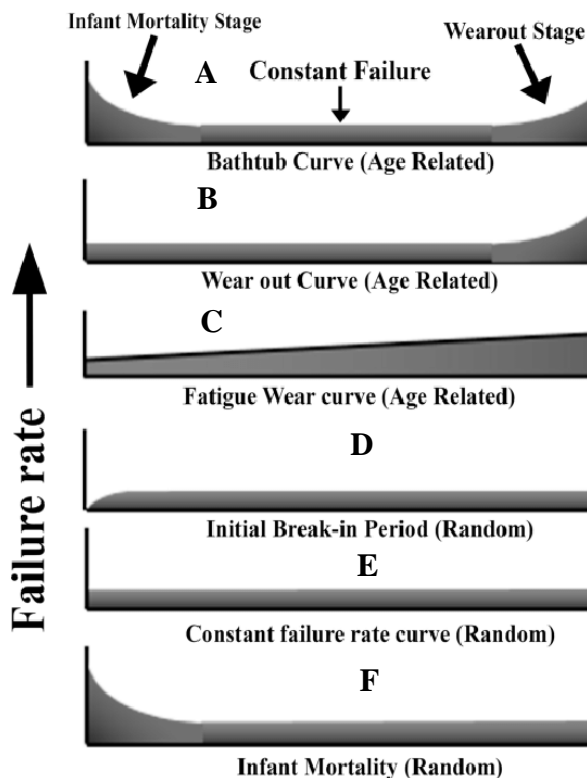 Infant Mortality Stage
Wearout Stage
A
Constant Failure
Bathtub Curve (Age Related)
B
Wear out Curve (Age Related)
C
Fatigue Wear curve (Age Related)
D
Initial Break-in Period (Random)
E
Constant failure rate curve (Random)
F
Infant Mortality (Random)
Failure rate